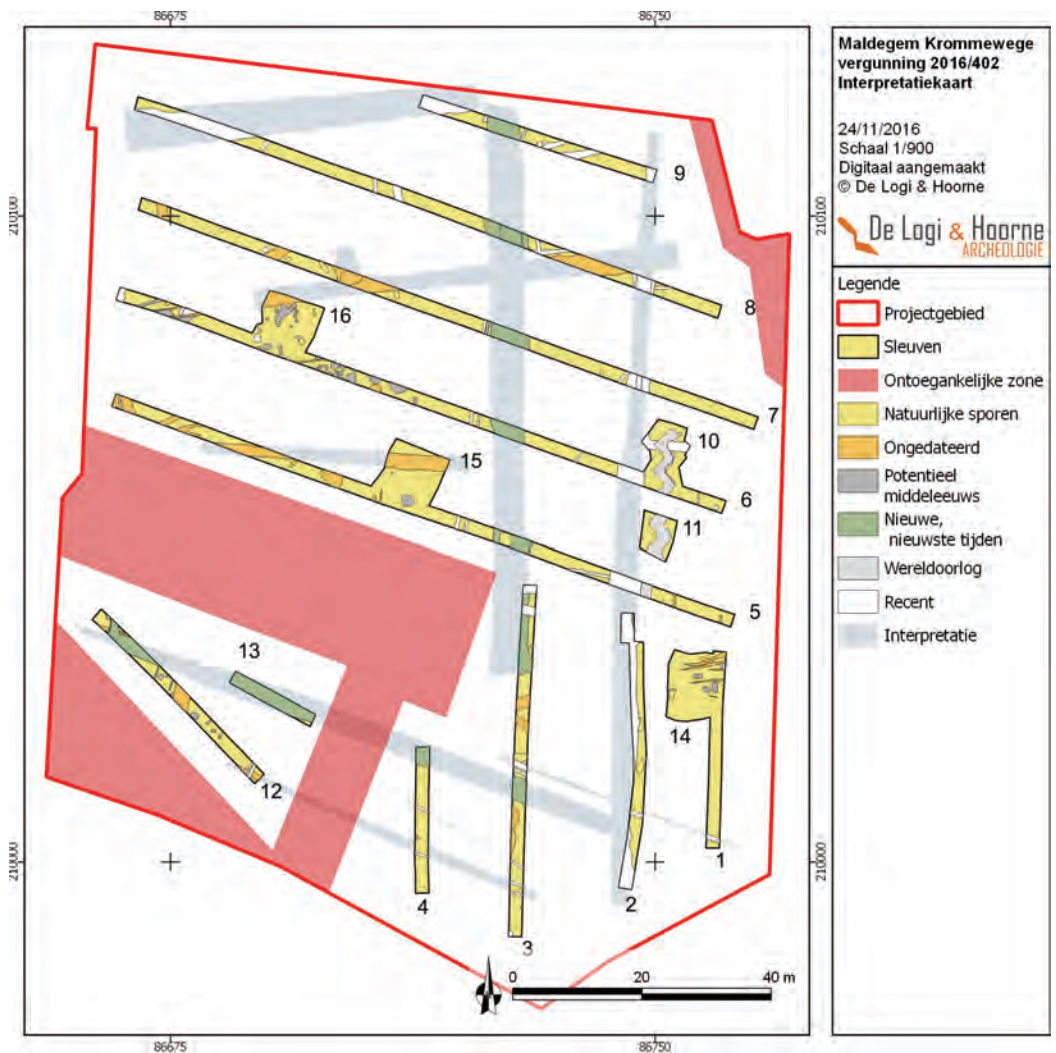 86675
86750
210100
210100
210000
210000
86675
86750
9
8
16
7
10
15
6
11
5
13
14
12
1
4
2
3
0
20
40 m
Maldegem Krommewege
vergunning 2016/402
Interpretatiekaart
24/11/2016
Schaal 1/900
Digitaal aangemaakt
© De Logi & Hoorne
De Logi & Hoorne
ARCHEOLOGIE
Legende
Projectgebied
Sleuven
Ontoegankelijke zone
Natuurlijke sporen
Ongedateerd
Potentieel
middeleeuws
Nieuwe,
nieuwste tijden
Wereldoorlog
Recent
Interpretatie